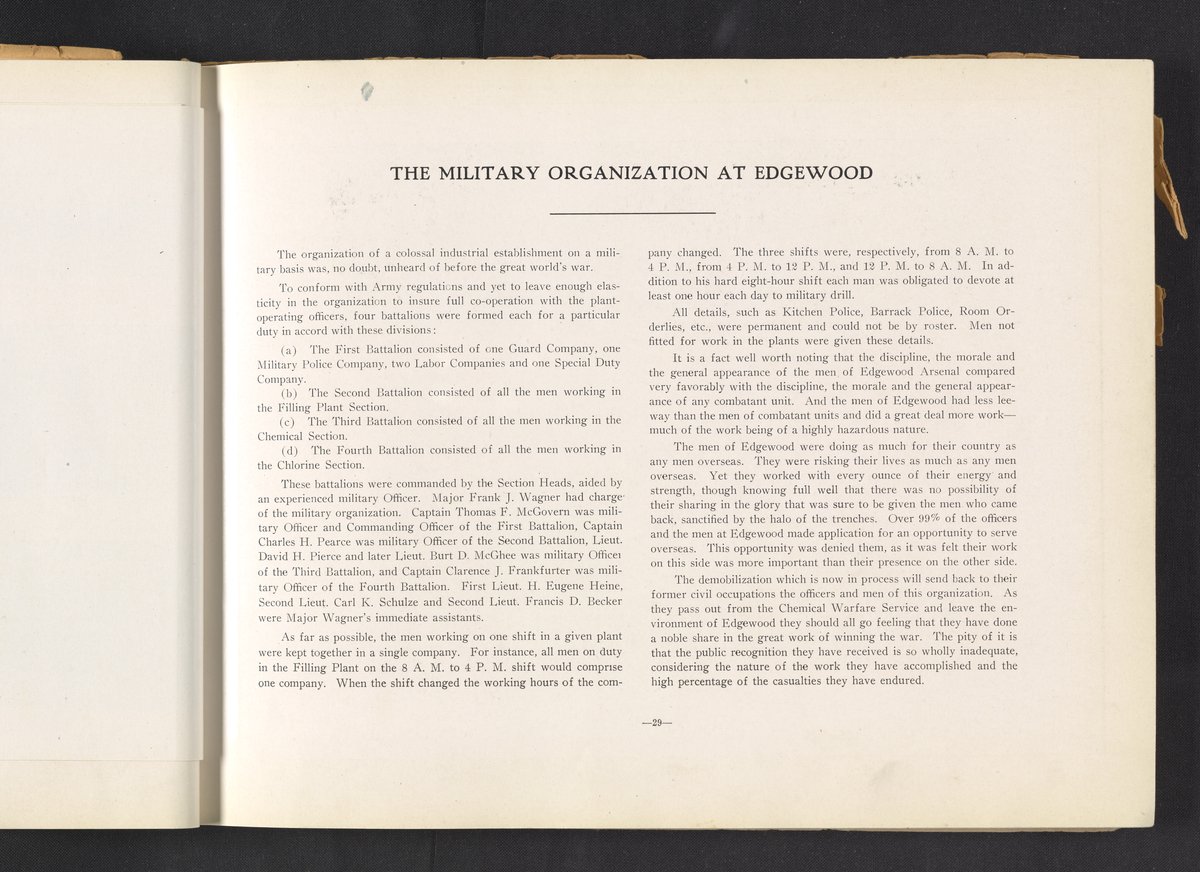 THE MILITARY ORGANIZATION AT EDGEWOOD
The organization of a colossal industrial establishment on a mili-
tary basis was, no doubt, unheard of before the great world's war.
To conform with Army regulations and yet to leave enough elas-
ticity in the organization to insure full co-operation with the plant-
operating officers, four battalions were formed each for a particular
duty in accord with these divisions:
(a) The First Battalion consisted of one Guard Company, one
Military Police Company, two Labor Companies and one Special Duty
Company.
(b) The Second Battalion consisted of all the men working in
the Filling Plant Section.
(c) The Third Battalion consisted of all the men working in the
Chemical Section.
(d) The Fourth Battalion consisted of all the men working in
the Chlorine Section.
These battalions were commanded by the Section Heads, aided by
an experienced military Officer. Major Frank J. Wagner had charge
of the military organization. Captain Thomas F. McGovern was mili-
tary Officer and Commanding Officer of the First Battalion, Captain
Charles H. Pearce was military Officer of the Second Battalion, Lieut.
David H. Pierce and later Lieut. Burt D. McGhee was military Officer
of the Third Battalion, and Captain Clarence J. Frankfurter was mili-
tary Officer of the Fourth Battalion. First Lieut. H. Eugene Heine,
Second Lieut. Carl K. Schulze and Second Lieut. Francis D. Becker
were Major Wagner's immediate assistants.
As far as possible, the men working on one shift in a given plant
were kept together in a single company. For instance, all men on duty
in the Filling Plant on the 8 A. M. to 4 P. M. shift would comprise
one company. When the shift changed the working hours of the com-
pany changed. The three shifts were, respectively, from 8 A. M. to
4 P. M., from 4 P. M. to 12 P. M., and 12 P. M. to 8 A. M. In ad-
dition to his hard eight-hour shift each man was obligated to devote at
least one hour each day to military drill.
All details, such as Kitchen Police, Barrack Police, Room Or-
derlies, etc., were permanent and could not be by roster. Men not
fitted for work in the plants were given these details.
It is a fact well worth noting that the discipline, the morale and
the general appearance of the men of Edgewood Arsenal compared
very favorably with the discipline, the morale and the general appear-
ance of any combatant unit. And the men of Edgewood had less lee-
way than the men of combatant units and did a great deal more work—
much of the work being of a highly hazardous nature.
The men of Edgewood were doing as much for their country as
any men overseas. They were risking their lives as much as any men
overseas. Yet they worked with every ounce of their energy and
strength, though knowing full well that there was no possibility of
their sharing in the glory that was sure to be given the men who came
back, sanctified by the halo of the trenches. Over 99% of the officers
and the men at Edgewood made application for an opportunity to serve
overseas. This opportunity was denied them, as it was felt their work
on this side was more important than their presence on the other side.
The demobilization which is now in process will send back to their
former civil occupations the officers and men of this organization. As
they pass out from the Chemical Warfare Service and leave the en-
vironment of Edgewood they should all go feeling that they have done
a noble share in the great work of winning the war. The pity of it is
that the public recognition they have received is so wholly inadequate,
considering the nature of the work they have accomplished and the
high percentage of the casualties they have endured.
—29—